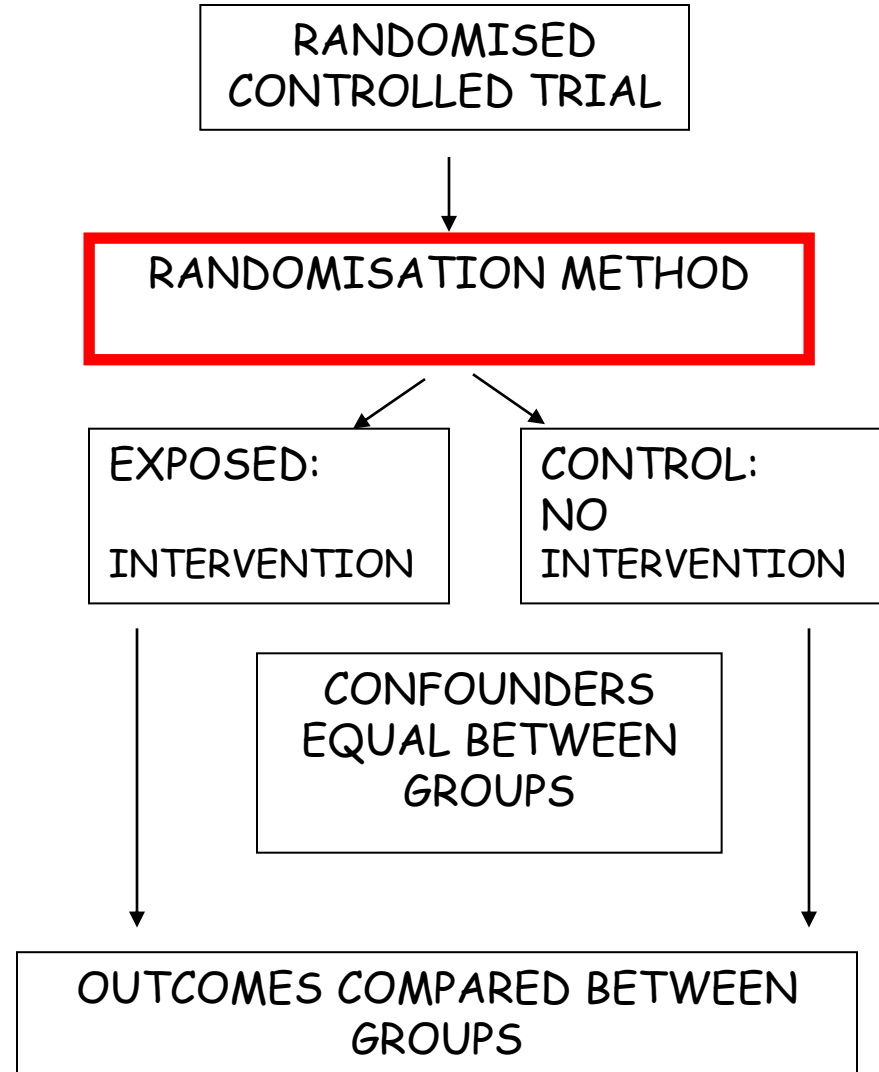 RANDOMISED
CONTROLLED TRIAL
RANDOMISATION METHOD
EXPOSED:
INTERVENTION
CONTROL:
NO
INTERVENTION
CONFOUNDERS
EQUAL BETWEEN
GROUPS
OUTCOMES COMPARED BETWEEN
GROUPS